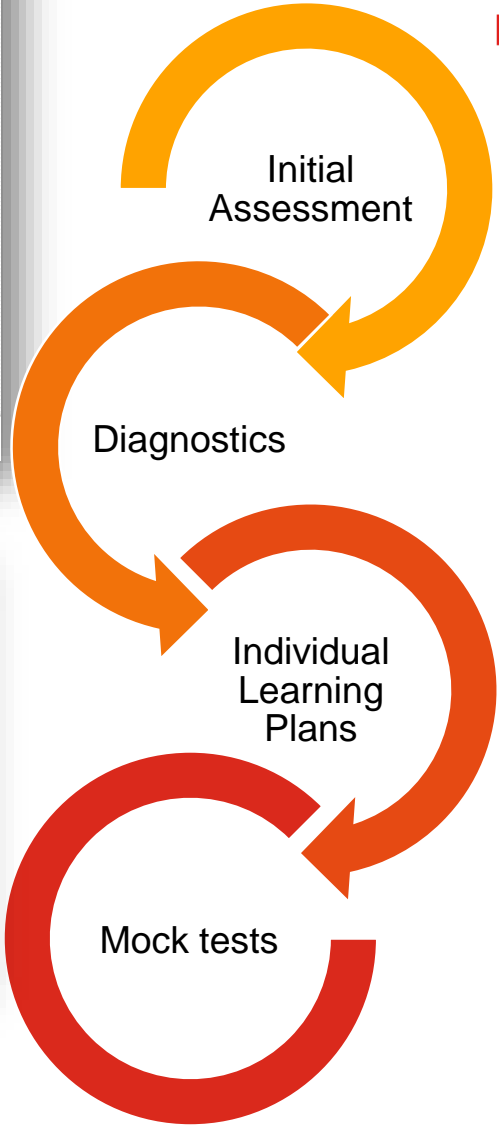 Initial
Assessment
Diagnostics
Individual
Learning
Plans
Mock tests